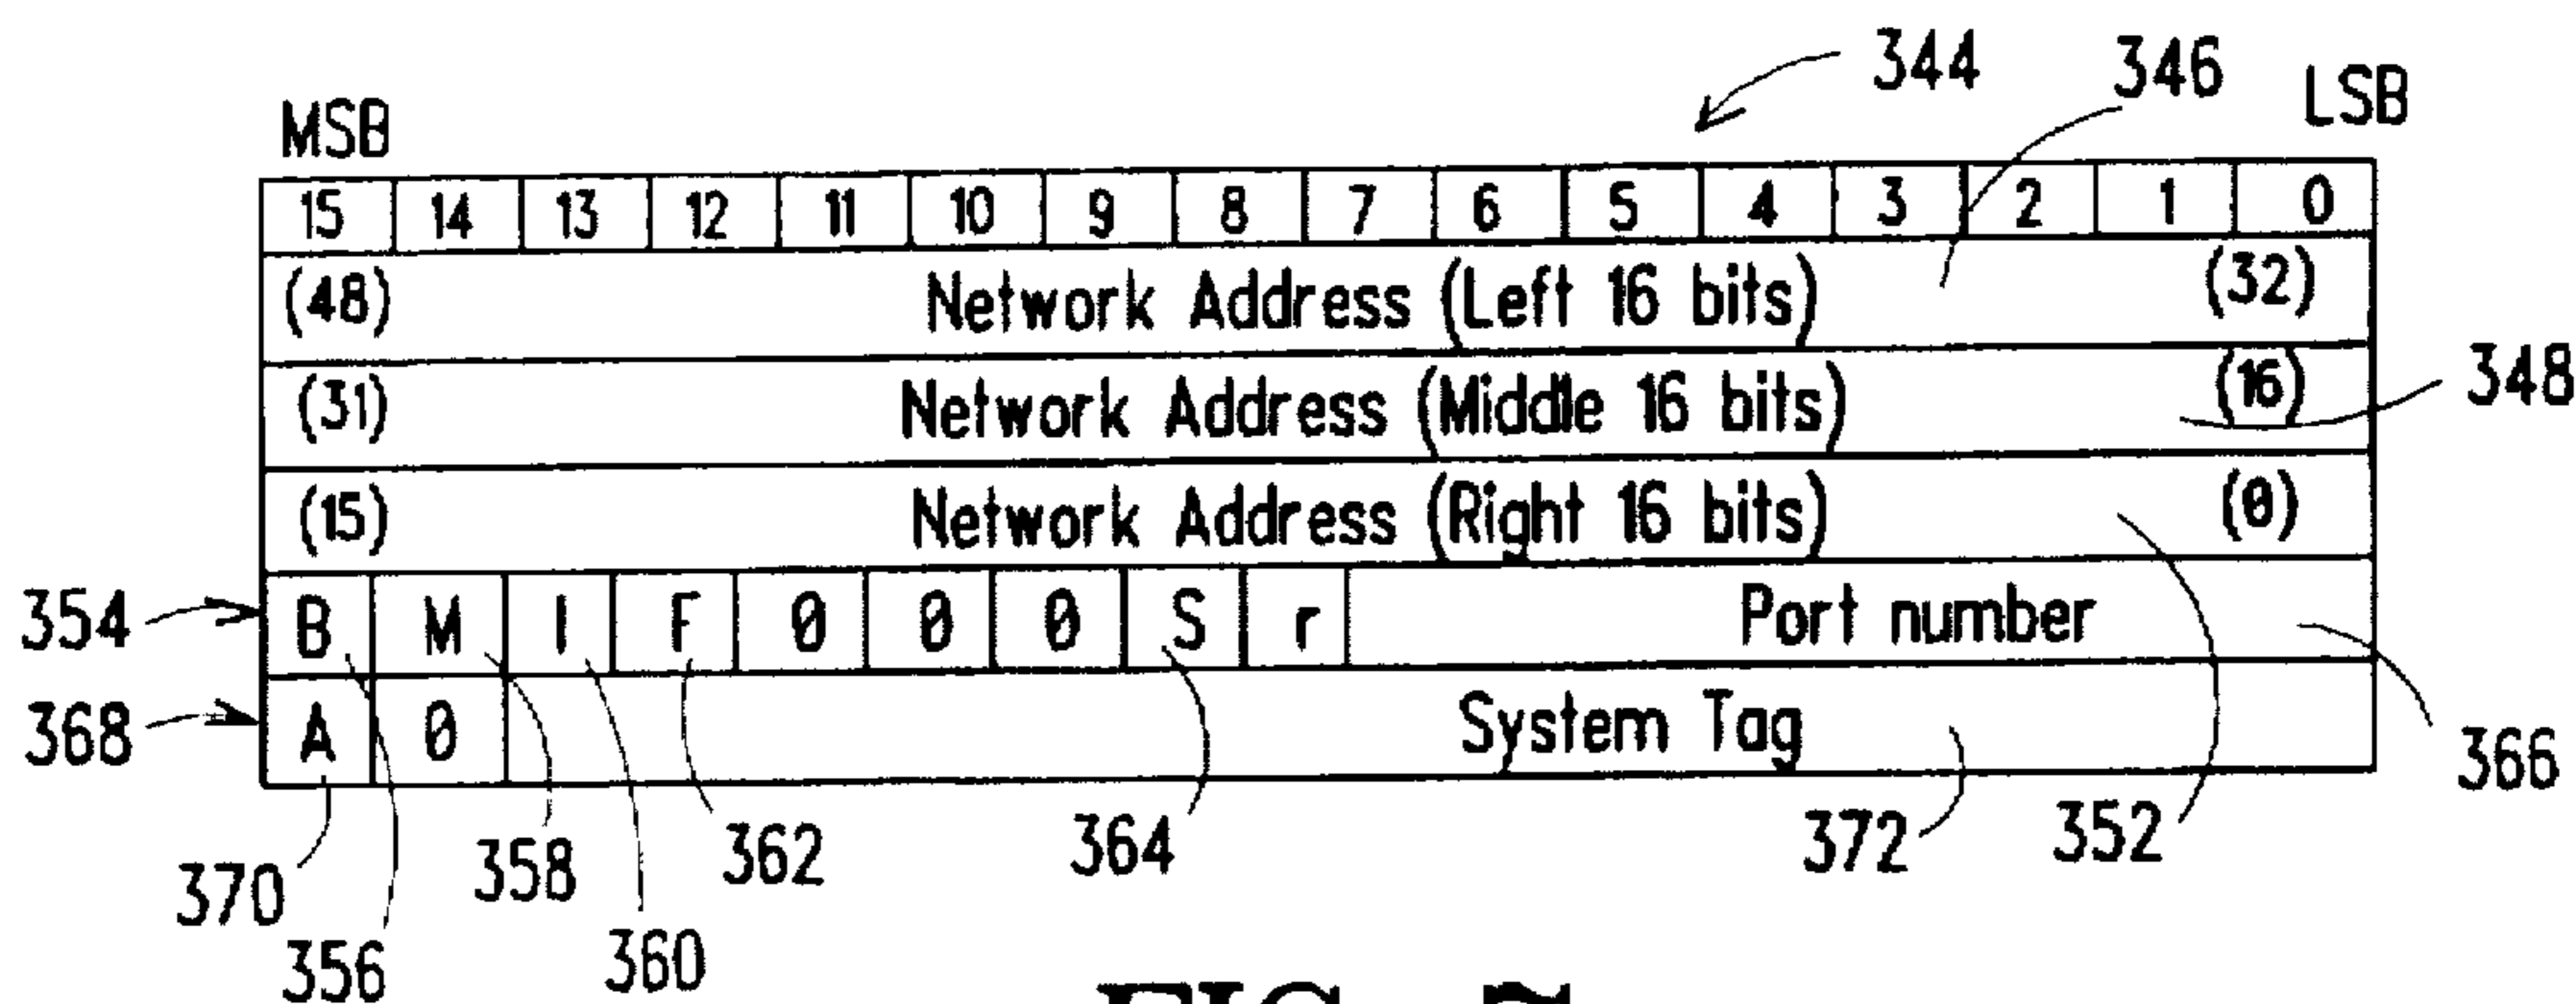 344 346
MSB LSB
15 14 13 12 11 10 9 8 7 6 5 4 3 2 1 0
(48) Network Address (Left 16 bits) (32)
(31) Network Address (Middle 16 bits) (16) 348
(15) Network Address (Right 16 bits) (0)
354 B M I F 0 0 0 S r Port number
368 A 0 System Tag
366
370 358 362 364 372 352
356 360